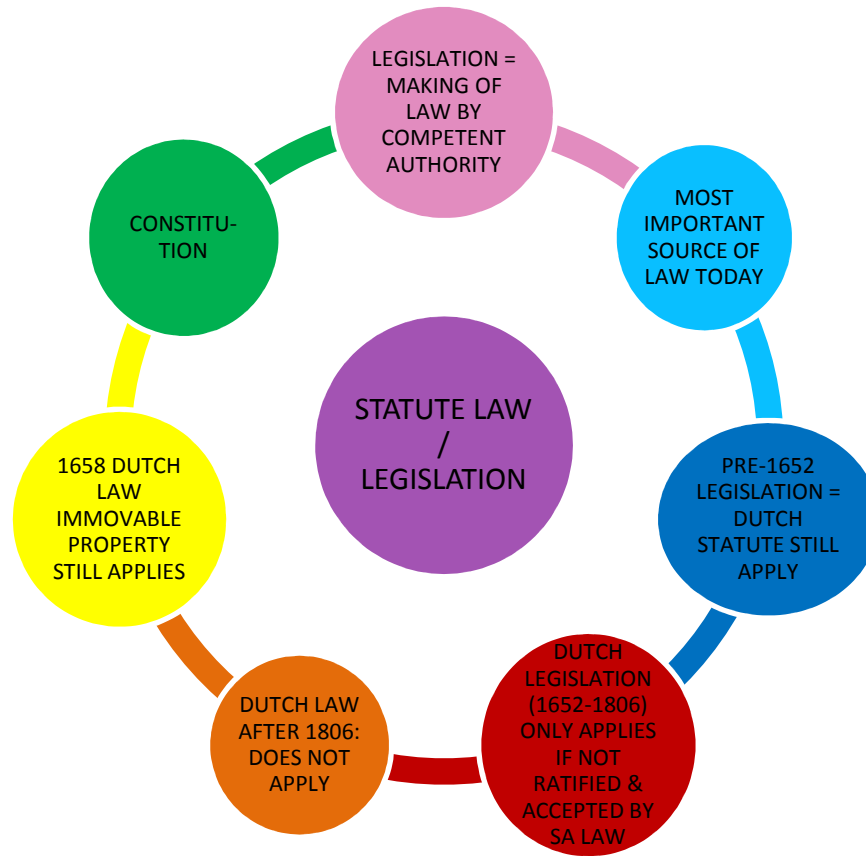 LEGISLATION =
MAKING OF
LAW BY
COMPETENT
AUTHORITY
MOST
IMPORTANT
SOURCE OF
LAW TODAY
PRE-1652
LEGISLATION =
DUTCH
STATUTE STILL
APPLY
DUTCH
LEGISLATION
(1652-1806)
ONLY APPLIES
IF NOT
RATIFIED &
ACCEPTED BY
SA LAW
DUTCH LAW
AFTER 1806:
DOES NOT
APPLY
1658 DUTCH
LAW
IMMOVABLE
PROPERTY
STILL APPLIES
CONSTITU-
TION
STATUTE LAW
/
LEGISLATION